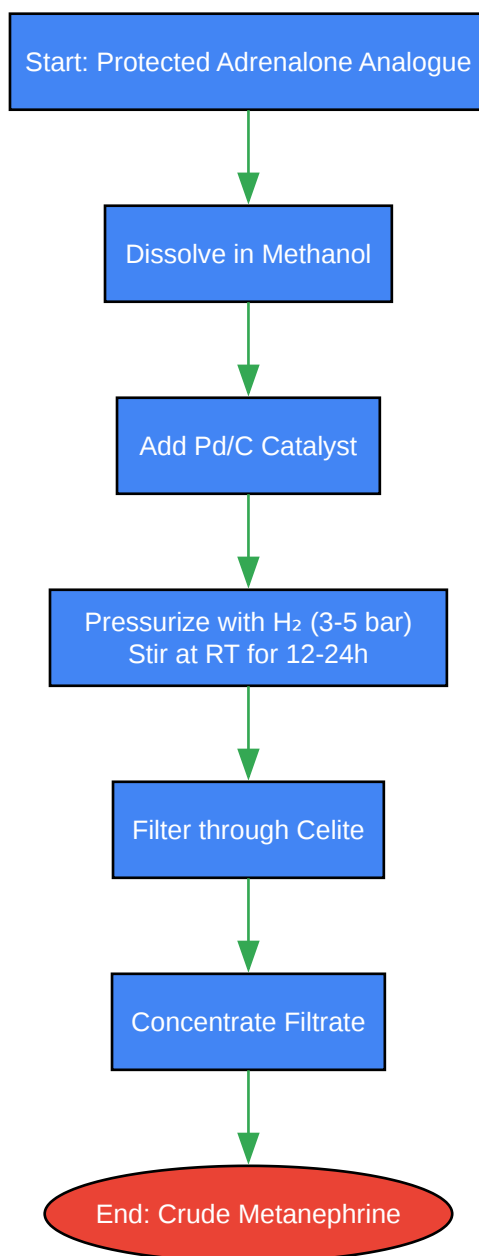 Start: Protected Adrenalone Analogue
Dissolve in Methanol
Add Pd/C Catalyst
Pressurize with H₂ (3-5 bar)
Stir at RT for 12-24h
Filter through Celite
Concentrate Filtrate
End: Crude Metanephrine